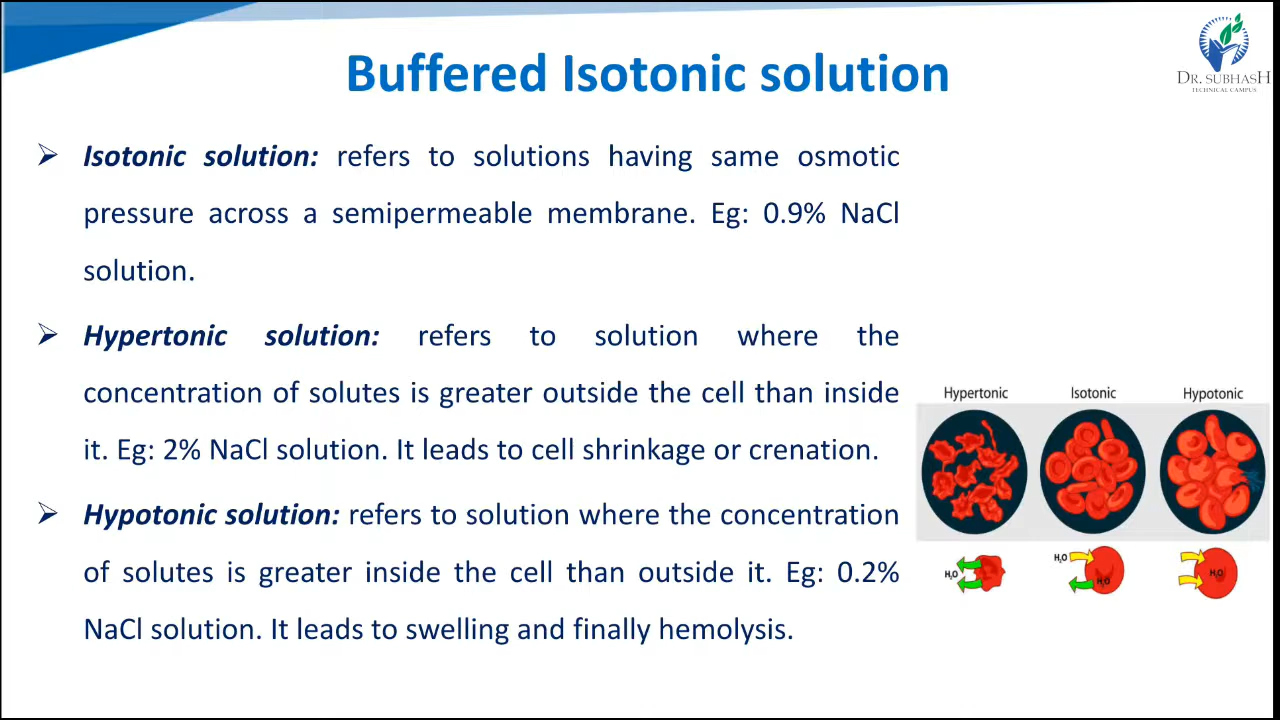 Buffered Isotonic solution
DR. SUBHASH
TECHNICAL CAMPUS
➢ Isotonic solution: refers to solutions having same osmotic
pressure across a semipermeable membrane. Eg: 0.9% NaCl
solution.
➢ Hypertonic solution: refers to solution where the
concentration of solutes is greater outside the cell than inside
it. Eg: 2% NaCl solution. It leads to cell shrinkage or crenation.
➢ Hypotonic solution: refers to solution where the concentration
of solutes is greater inside the cell than outside it. Eg: 0.2%
NaCl solution. It leads to swelling and finally hemolysis.
Hypertonic Isotonic Hypotonic
H₂O
H₂O
H₂O
H₂O